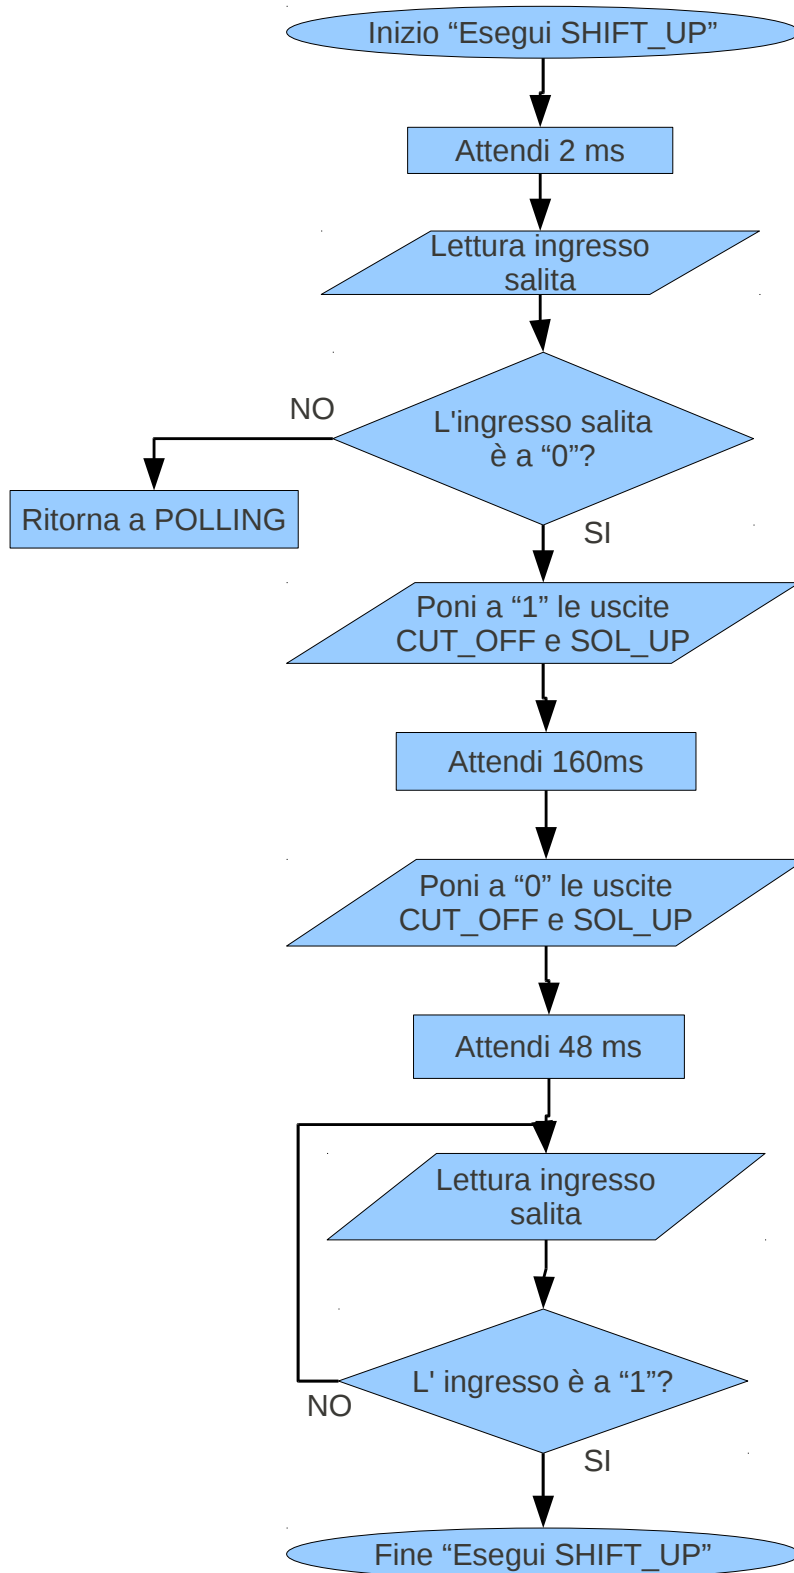 Inizio “Esegui SHIFT_UP”
Attendi 2 ms
Lettura ingresso
salita
L'ingresso salita
è a “0”?
NO
Ritorna a POLLING
SI
Poni a “1” le uscite
CUT_OFF e SOL_UP
Attendi 160ms
Poni a “0” le uscite
CUT_OFF e SOL_UP
Attendi 48 ms
Lettura ingresso
salita
L' ingresso è a “1”?
NO
SI
Fine “Esegui SHIFT_UP”